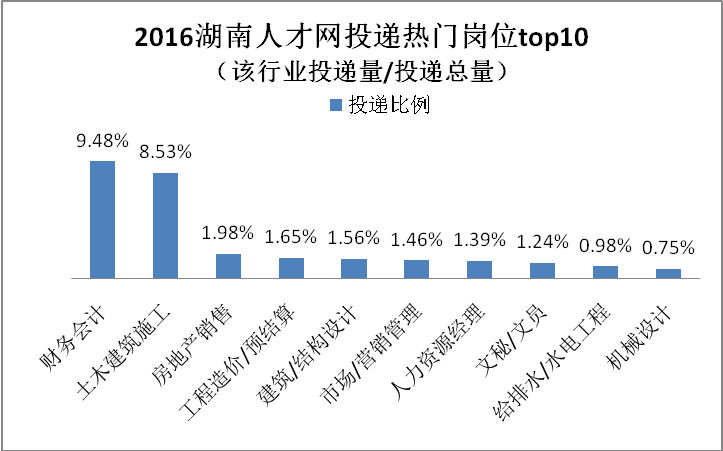 2016湖南人才网投递热门岗位top10
（该行业投递量/投递总量）
投递比例
9.48%
8.53%
1.98%
1.65%
1.56%
1.46%
1.39%
1.24%
0.98%
0.75%
财务会计
土木建筑施工
房地产销售
工程造价/预结算
建筑/结构设计
市场/营销管理
人力资源经理
文秘/文员
给排水/水电工程
机械设计